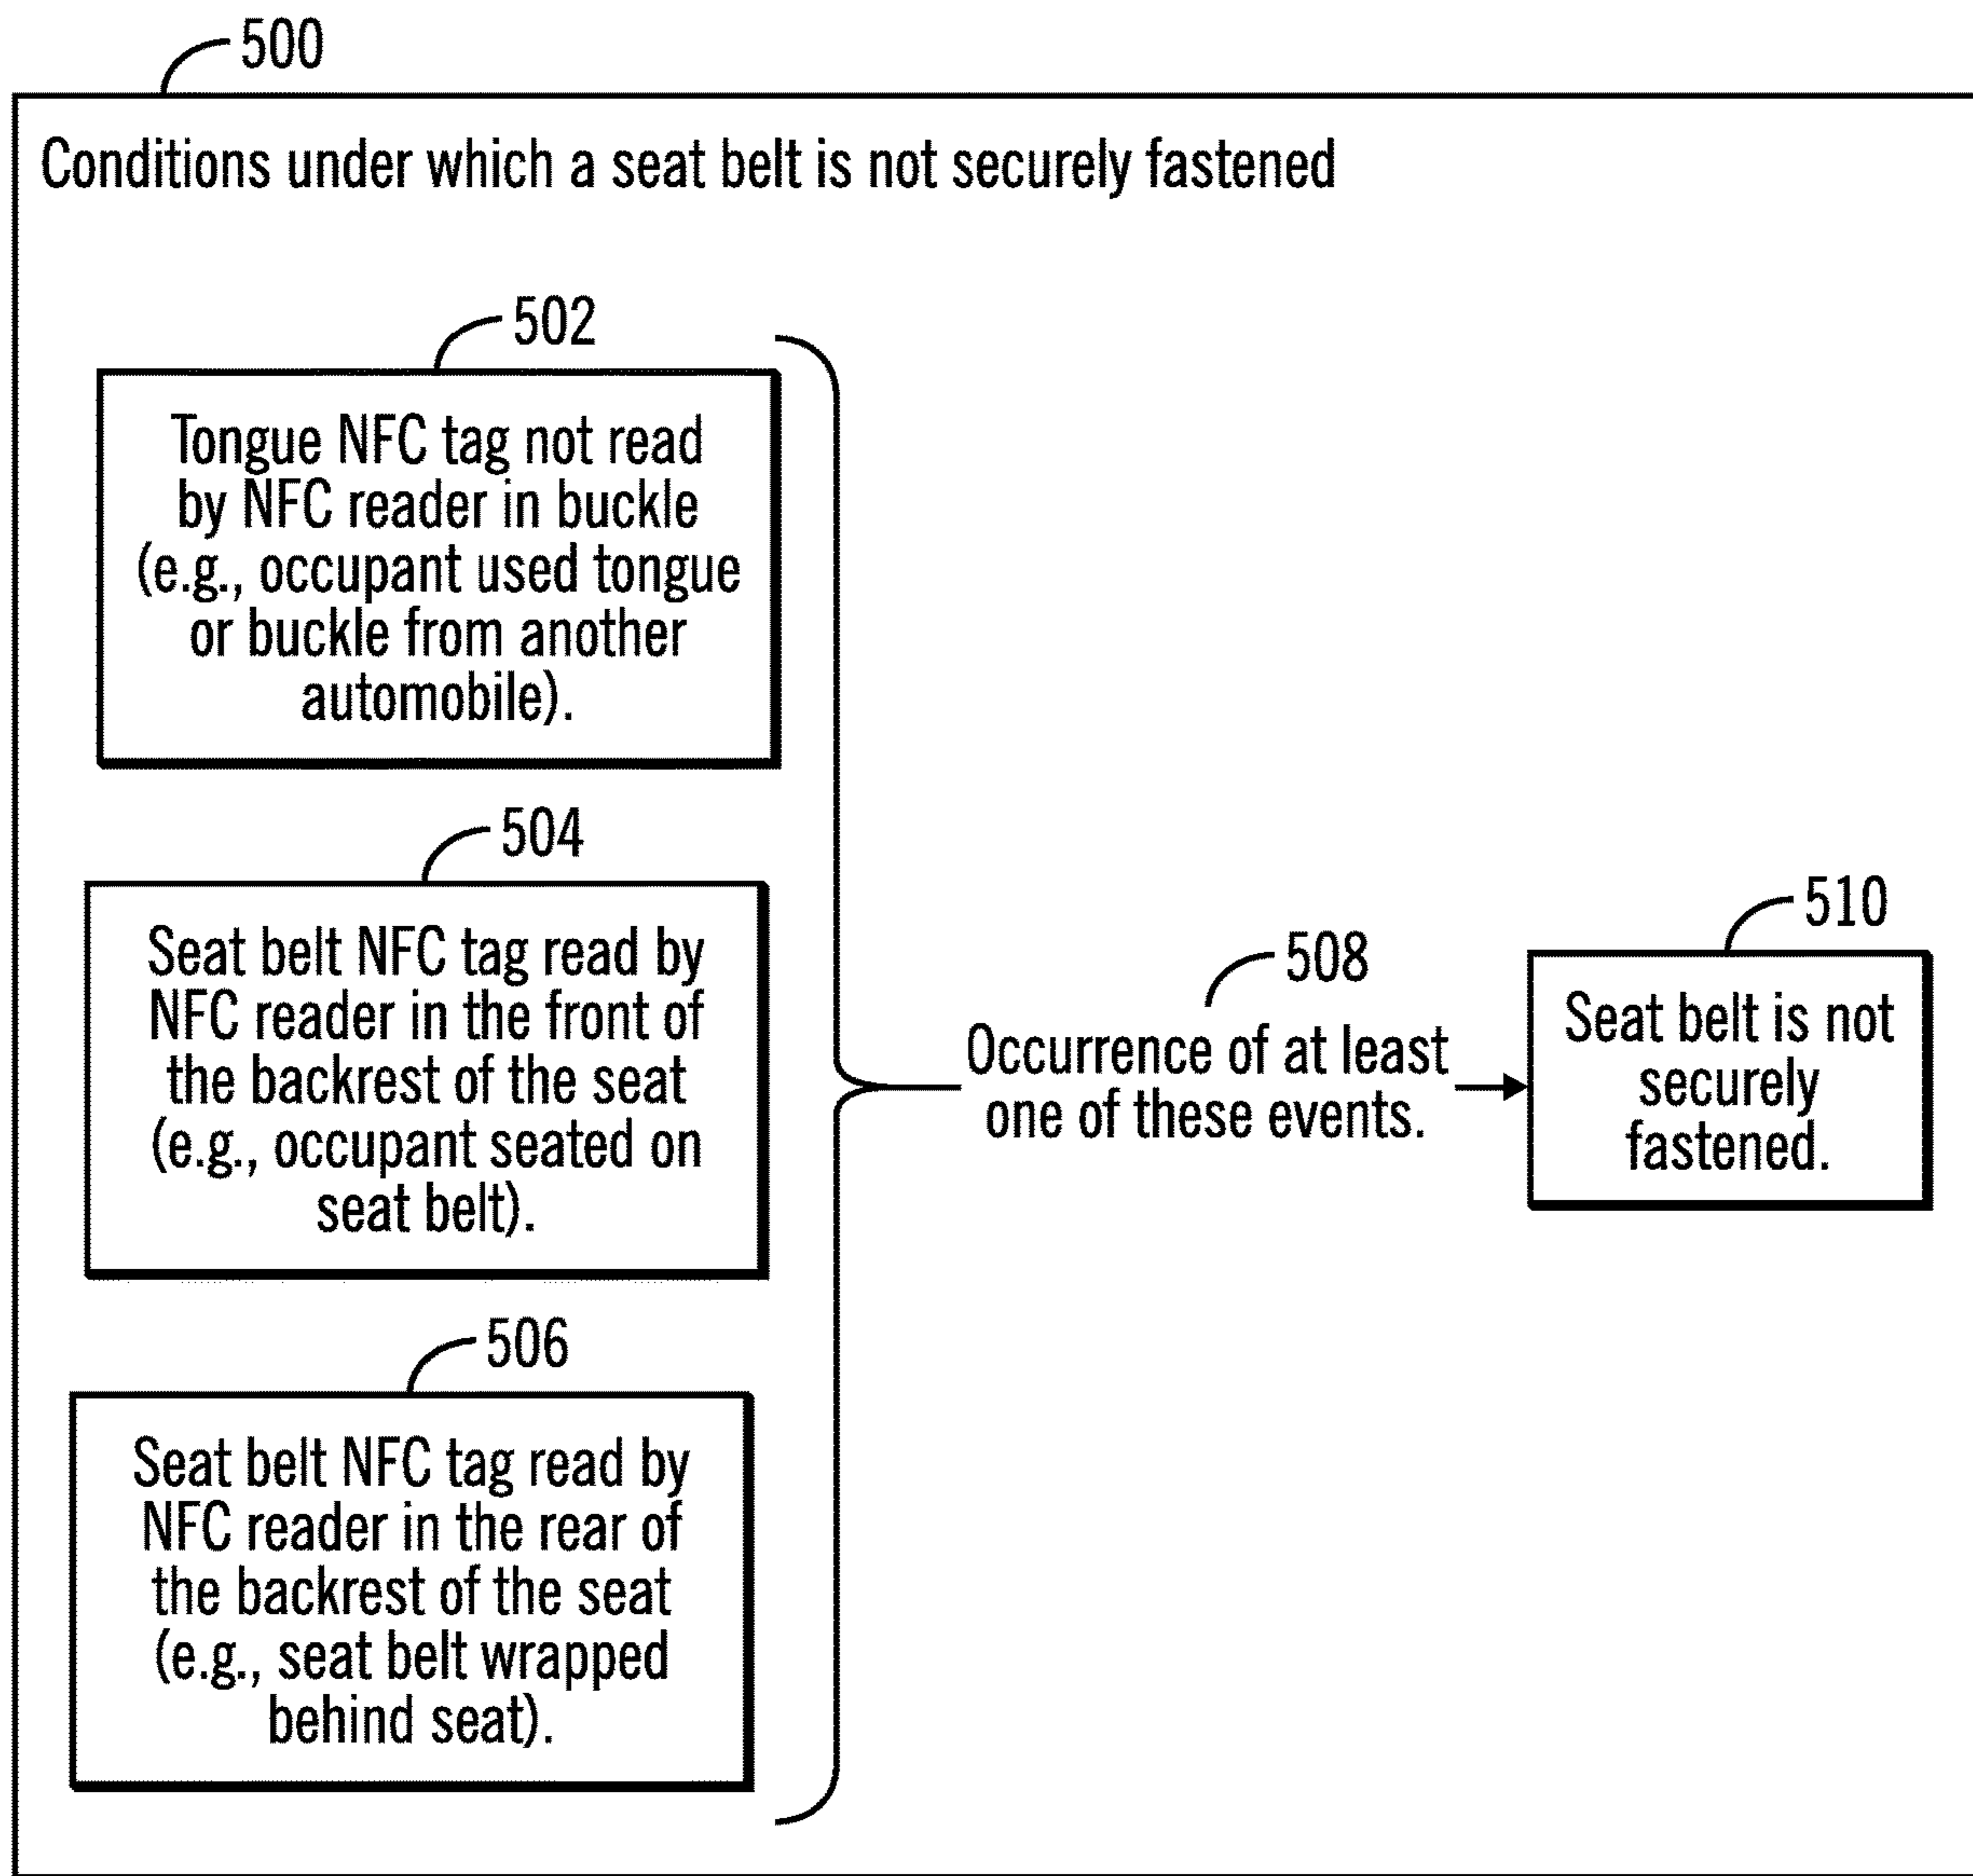 500
Conditions under which a seat belt is not securely fastened
502
Tongue NFC tag not read
by NFC reader in buckle
(e.g., occupant used tongue
or buckle from another
automobile).
504
Seat belt NFC tag read by
NFC reader in the front of
the backrest of the seat
(e.g., occupant seated on
seat belt).
506
Seat belt NFC tag read by
NFC reader in the rear of
the backrest of the seat
(e.g., seat belt wrapped
behind seat).
508
Occurrence of at least
one of these events.
510
Seat belt is not
securely
fastened.